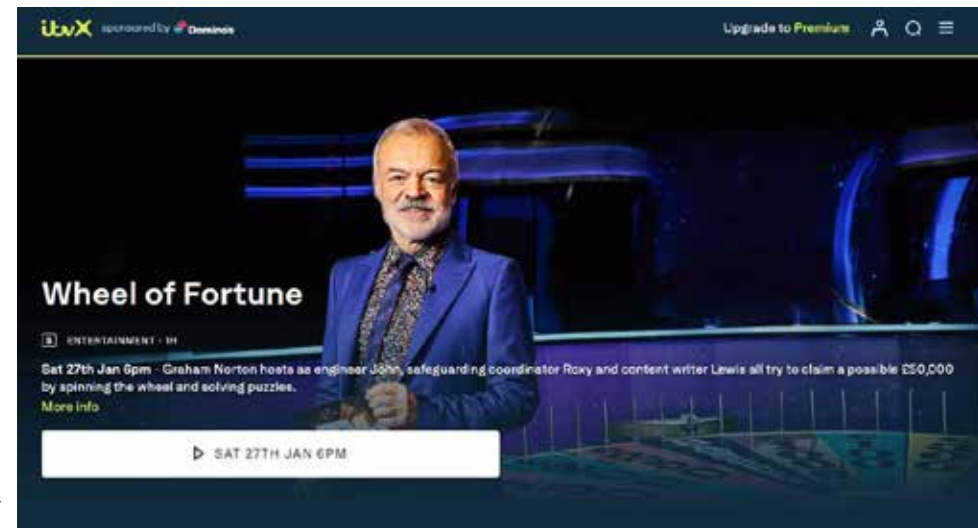 itvX sponsored by Domino's
Upgrade to Premium
Wheel of Fortune
S ENTERTAINMENT · 1H
Sat 27th Jan 6pm - Graham Norton hosts as engineer John, safeguarding coordinator Roxy and content writer Lewis all try to claim a possible £50,000
by spinning the wheel and solving puzzles.
More info
SAT 27TH JAN 6PM